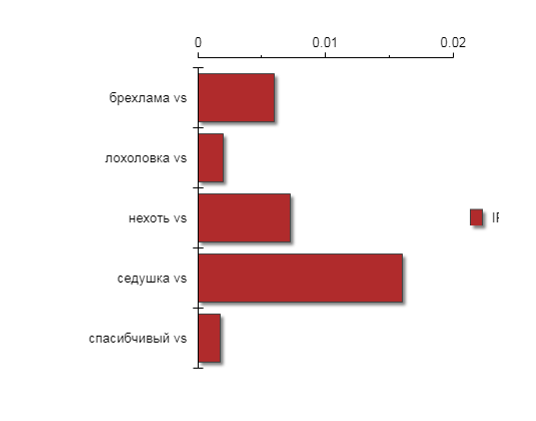 0 0.01 0.02
брехлама vs
лохоловка vs
нехоть vs
седушка vs
спасибчивый vs